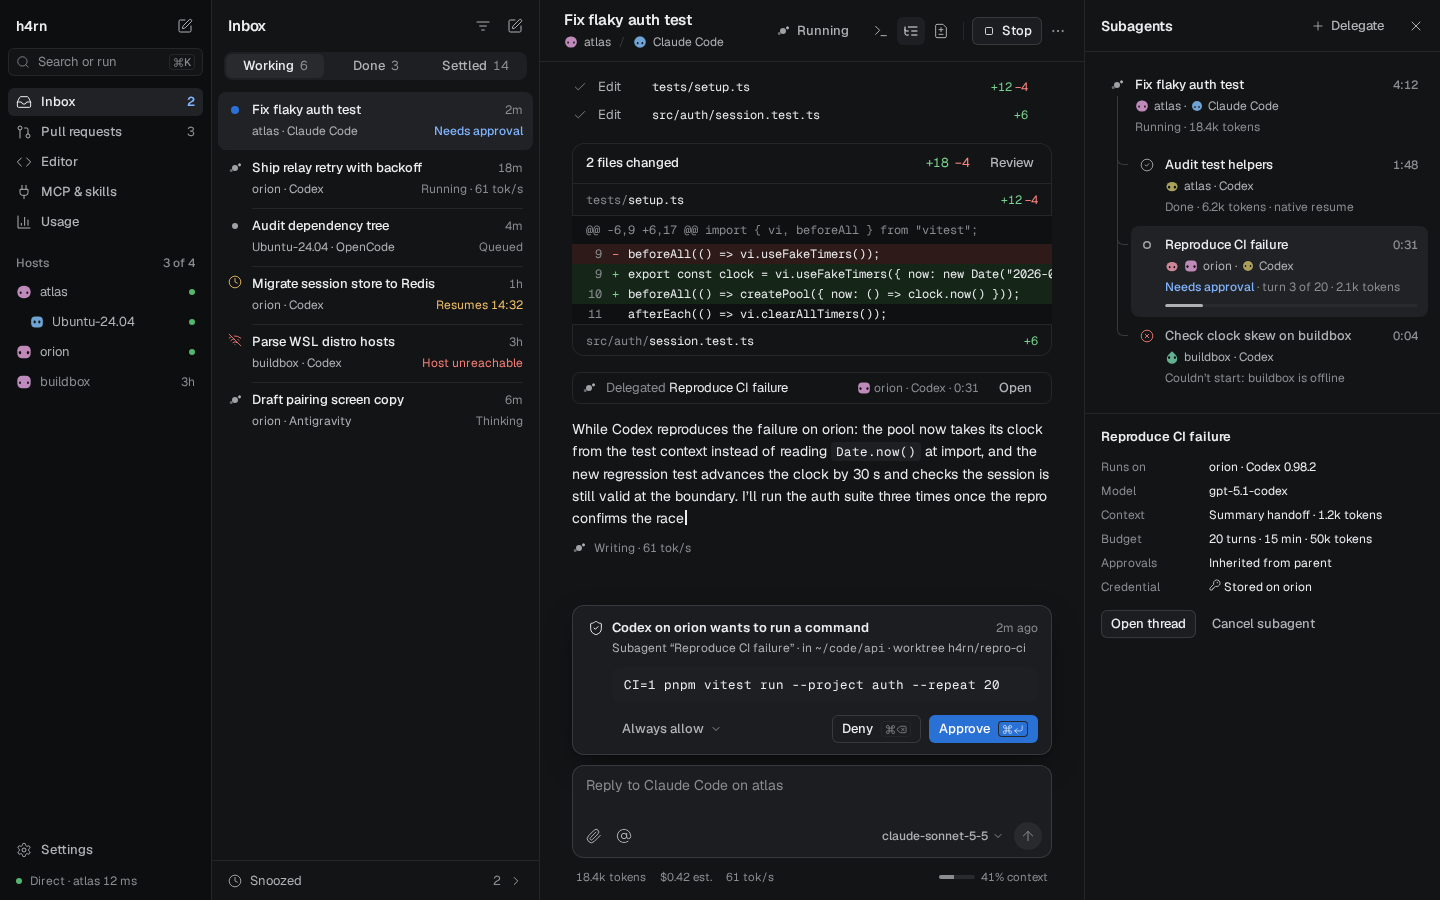 h4rn
Search or run ⌘K
Inbox 2
Pull requests 3
Editor
MCP & skills
Usage
Hosts 3 of 4
atlas
Ubuntu-24.04
orion
buildbox 3h
Settings
Direct · atlas 12 ms
Inbox
Working 6 Done 3 Settled 14
Fix flaky auth test 2m
atlas · Claude Code Needs approval
Ship relay retry with backoff 18m
orion · Codex Running · 61 tok/s
Audit dependency tree 4m
Ubuntu-24.04 · OpenCode Queued
Migrate session store to Redis 1h
orion · Codex Resumes 14:32
Parse WSL distro hosts 3h
buildbox · Codex Host unreachable
Draft pairing screen copy 6m
orion · Antigravity Thinking
Snoozed 2
Fix flaky auth test
atlas / Claude Code
Running
Stop
Edit tests/setup.ts +12 −4
Edit src/auth/session.test.ts +6
2 files changed +18 −4 Review
tests/setup.ts +12 −4
@@ -6,9 +6,17 @@ import { vi, beforeAll } from "vitest";
9 − beforeAll(() => vi.useFakeTimers());
9 + export const clock = vi.useFakeTimers({ now: new Date("2026-0
10 + beforeAll(() => createPool({ now: () => clock.now() }));
11 afterEach(() => vi.clearAllTimers());
src/auth/session.test.ts +6
Delegated Reproduce CI failure orion · Codex · 0:31 Open
While Codex reproduces the failure on orion: the pool now takes its clock
from the test context instead of reading Date.now() at import, and the
new regression test advances the clock by 30 s and checks the session is
still valid at the boundary. I’ll run the auth suite three times once the repro
confirms the race
Writing · 61 tok/s
Codex on orion wants to run a command 2m ago
Subagent “Reproduce CI failure” · in ~/code/api · worktree h4rn/repro-ci
CI=1 pnpm vitest run --project auth --repeat 20
Always allow Deny ⌘⌫ Approve ⌘⏎
Reply to Claude Code on atlas
claude-sonnet-5-5
18.4k tokens $0.42 est. 61 tok/s 41% context
Subagents + Delegate
Fix flaky auth test 4:12
atlas · Claude Code
Running · 18.4k tokens
Audit test helpers 1:48
atlas · Codex
Done · 6.2k tokens · native resume
Reproduce CI failure 0:31
orion · Codex
Needs approval · turn 3 of 20 · 2.1k tokens
Check clock skew on buildbox 0:04
buildbox · Codex
Couldn’t start: buildbox is offline
Reproduce CI failure
Runs on orion · Codex 0.98.2
Model gpt-5.1-codex
Context Summary handoff · 1.2k tokens
Budget 20 turns · 15 min · 50k tokens
Approvals Inherited from parent
Credential Stored on orion
Open thread Cancel subagent